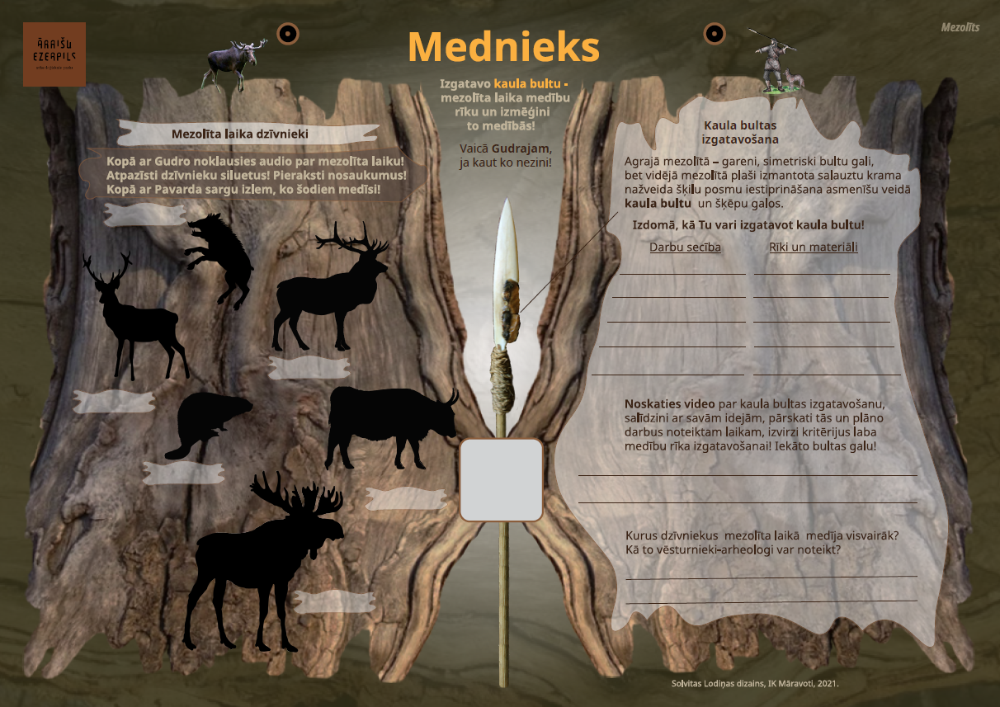 ĀRAIŠU
EZERPILS
Mezolīts
Mednieks
Izgatavo kaula bultu -
mezolīta laika medību
rīku un izmēģini
to medībās!
Vaicā Gudrajam,
ja kaut ko nezini!
Mezolīta laika dzīvnieki
Kopā ar Gudro noklausies audio par mezolīta laiku!
Atpazīsti dzīvnieku siluetus! Pieraksti nosaukumus!
Kopā ar Pavarda sargu izlem, ko šodien medīsi!
Kaula bultas
izgatavošana
Agrajā mezolītā – gareni, simetriski bultu gali,
bet vidējā mezolītā plaši izmantota salauztu krama
nažveida šķilu posmu iestiprināšana asmenīšu veidā
kaula bultu un šķēpu galos.
Izdomā, kā Tu vari izgatavot kaula bultu!
Darbu secība Rīki un materiāli
Noskaties video par kaula bultas izgatavošanu,
salīdzini ar savām idejām, pārskati tās un plāno
darbus noteiktam laikam, izvirzi kritērijus laba
medību rīka izgatavošanai! Iekāto bultas galu!
Kurus dzīvniekus mezolīta laikā medīja visvairāk?
Kā to vēsturnieki-arheologi var noteikt?
Solvitas Lodiņas dizains, IK Māravoti, 2021.